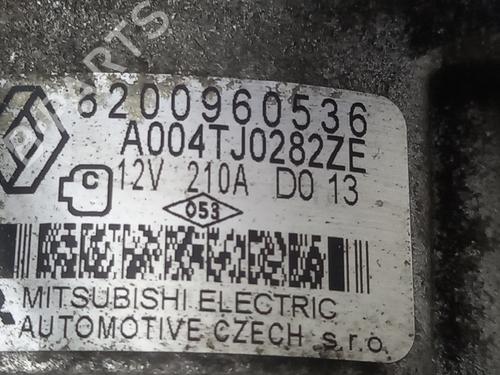 8200960536
A004TJ0282ZE
C 12V 210A D0 13
053
MITSUBISHI ELECTRIC
AUTOMOTIVE CZECH s.r.o.